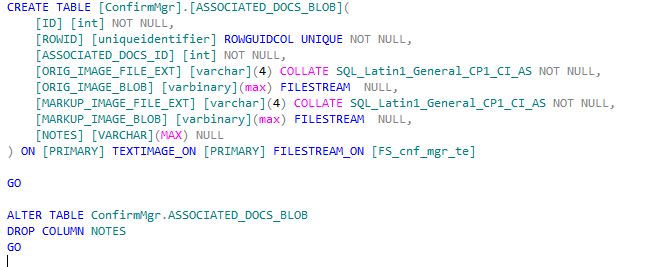 CREATE TABLE [ConfirmMgr].[ASSOCIATED_DOCS_BLOB](
[ID] [int] NOT NULL,
[ROWID] [uniqueidentifier] ROWGUIDCOL UNIQUE NOT NULL,
[ASSOCIATED_DOCS_ID] [int] NOT NULL,
[ORIG_IMAGE_FILE_EXT] [varchar](4) COLLATE SQL_Latin1_General_CP1_CI_AS NOT NULL,
[ORIG_IMAGE_BLOB] [varbinary](max) FILESTREAM  NULL,
[MARKUP_IMAGE_FILE_EXT] [varchar](4) COLLATE SQL_Latin1_General_CP1_CI_AS NOT NULL,
[MARKUP_IMAGE_BLOB] [varbinary](max) FILESTREAM  NULL,
[NOTES] [VARCHAR](MAX) NULL
) ON [PRIMARY] TEXTIMAGE_ON [PRIMARY] FILESTREAM_ON [FS_cnf_mgr_te]
GO
ALTER TABLE ConfirmMgr.ASSOCIATED_DOCS_BLOB
DROP COLUMN NOTES
GO